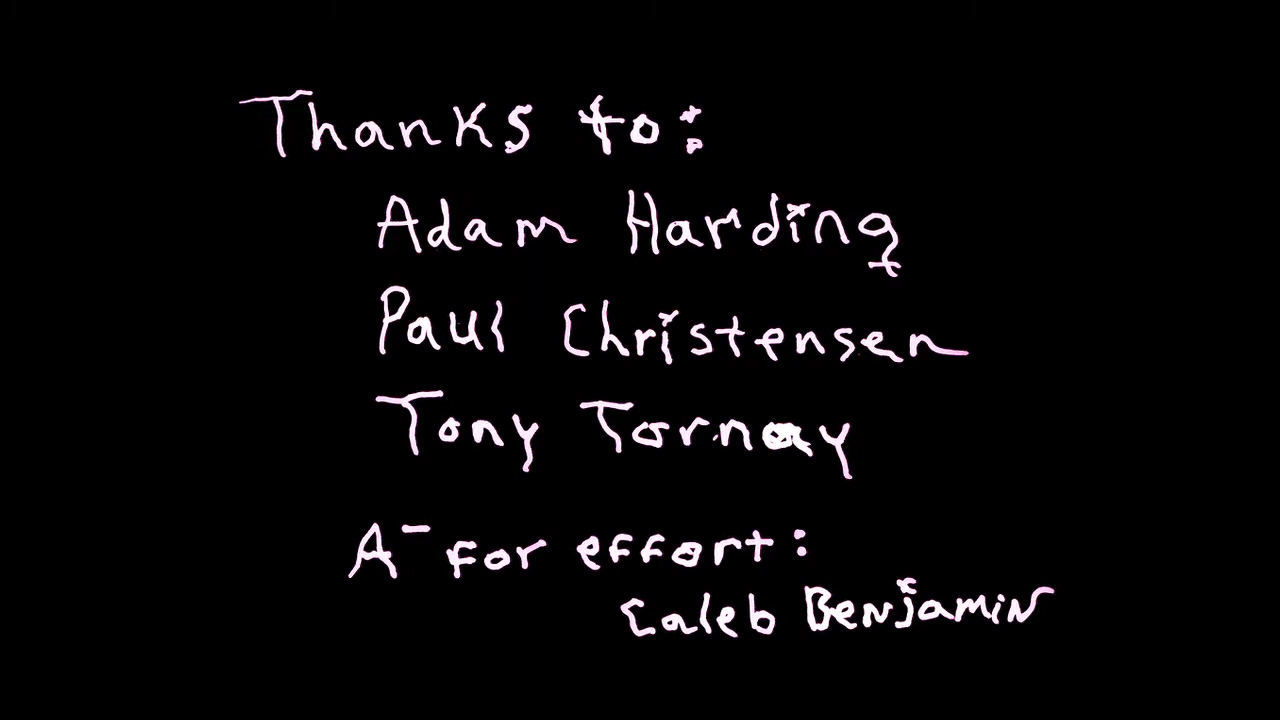 Thanks to:
Adam Harding
Paul Christensen
Tony Tornay
A- for effort:
Caleb Benjamin